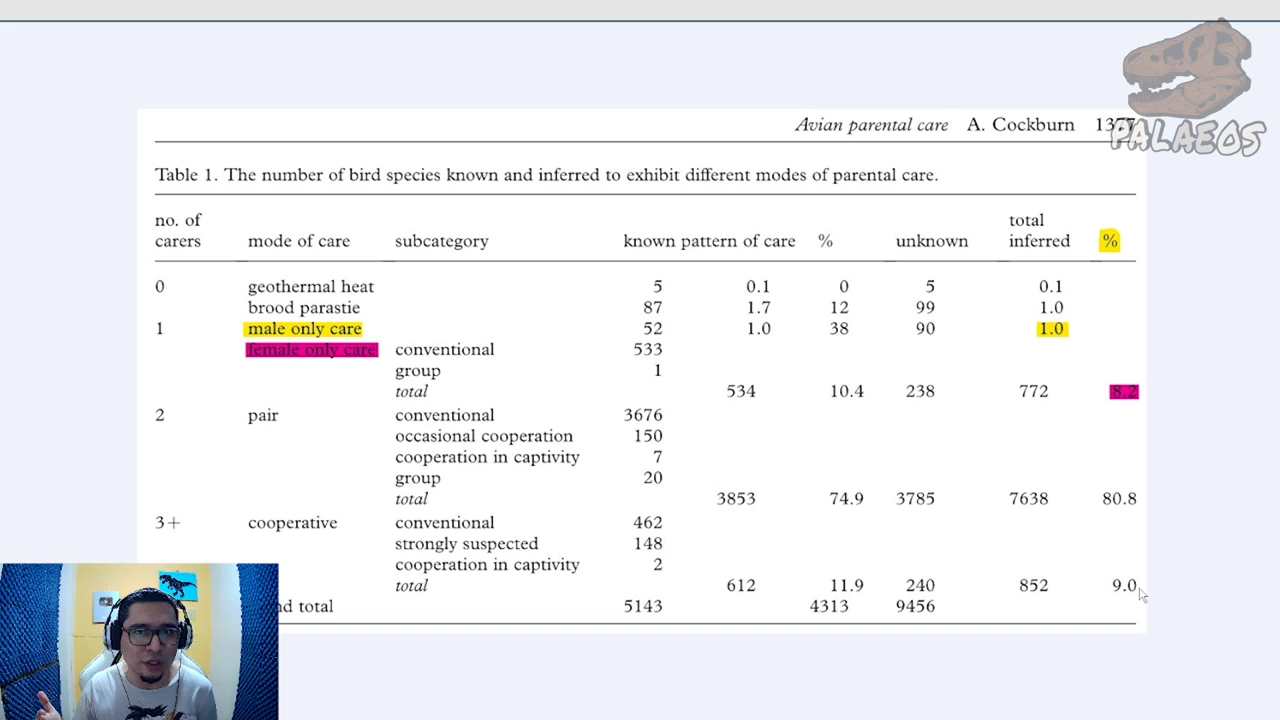 PALAEOS
Avian parental care A. Cockburn 1377
Table 1. The number of bird species known and inferred to exhibit different modes of parental care.
no. of carers mode of care subcategory known pattern of care % unknown total inferred %
0 geothermal heat 5 0.1 0 5 0.1
brood parastie 87 1.7 12 99 1.0
1 male only care 52 1.0 38 90 1.0
female only care conventional 533
group 1
total 534 10.4 238 772 8.2
2 pair conventional 3676
occasional cooperation 150
cooperation in captivity 7
group 20
total 3853 74.9 3785 7638 80.8
3+ cooperative conventional 462
strongly suspected 148
cooperation in captivity 2
total 612 11.9 240 852 9.0
nd total 5143 4313 9456